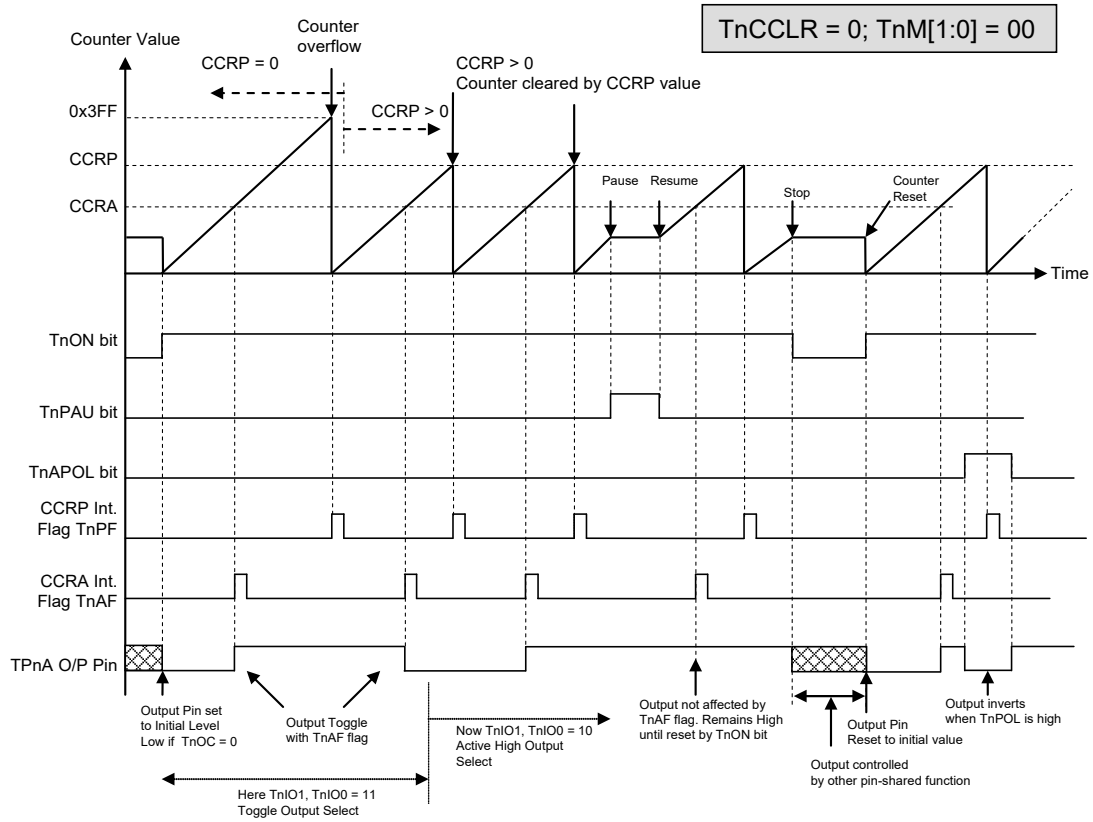 TnCCLR = 0; TnM[1:0] = 00
Counter Value
Counter
overflow
CCRP = 0
CCRP > 0
CCRP > 0
Counter cleared by CCRP value
0x3FF
CCRP
CCRA
Pause
Resume
Stop
Counter
Reset
Time
TnON bit
TnPAU bit
TnAPOL bit
CCRP Int.
Flag TnPF
CCRA Int.
Flag TnAF
TPnA O/P Pin
Output Pin set
to Initial Level
Low if TnOC = 0
Output Toggle
with TnAF flag
Now TnIO1, TnIO0 = 10
Active High Output
Select
Output not affected by
TnAF flag. Remains High
until reset by TnON bit
Output Pin
Reset to initial value
Output inverts
when TnPOL is high
Output controlled
by other pin-shared function
Here TnIO1, TnIO0 = 11
Toggle Output Select